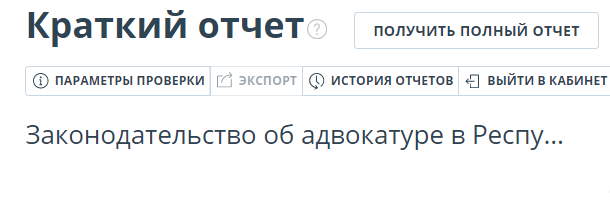 Краткий отчет ?
ПОЛУЧИТЬ ПОЛНЫЙ ОТЧЕТ
ПАРАМЕТРЫ ПРОВЕРКИ ЭКСПОРТ ИСТОРИЯ ОТЧЕТОВ ВЫЙТИ В КАБИНЕТ
Законодательство об адвокатуре в Респу...